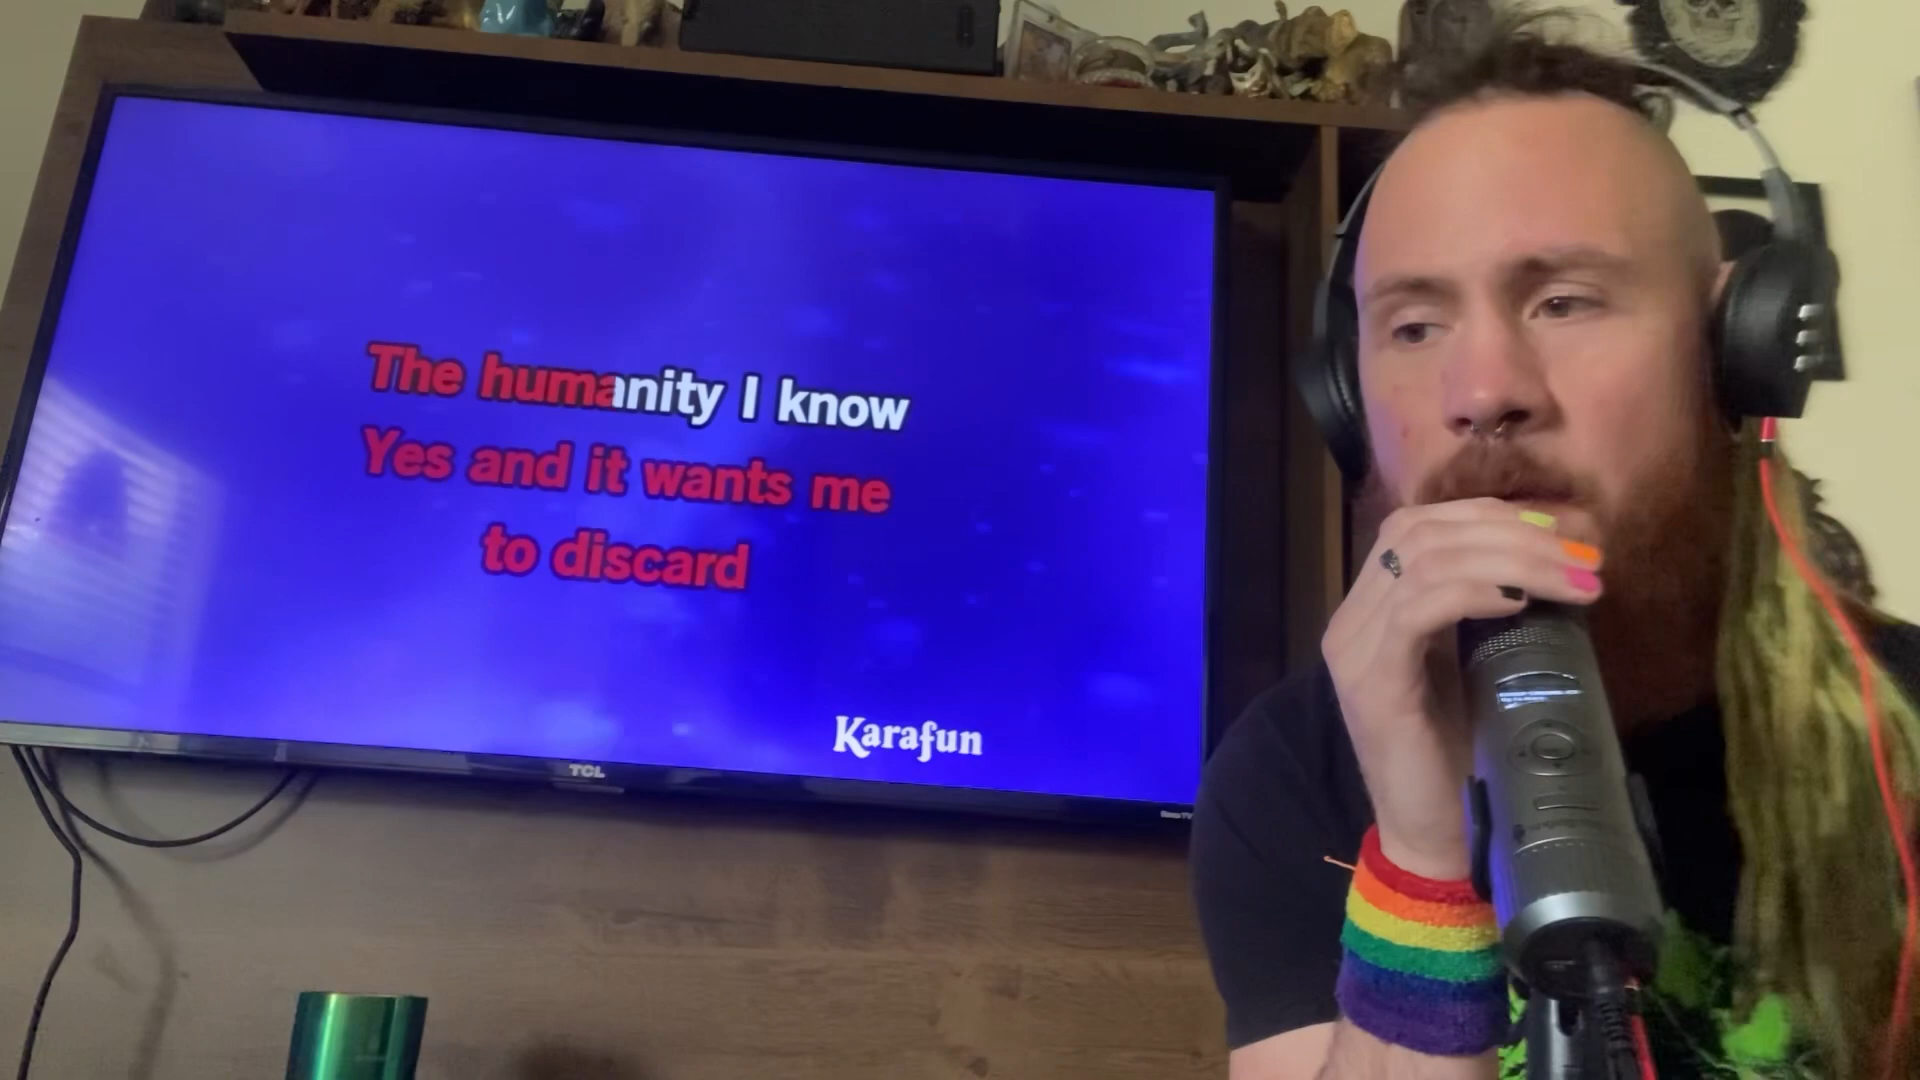 The humanity I know
Yes and it wants me
to discard
Karafun
TCL